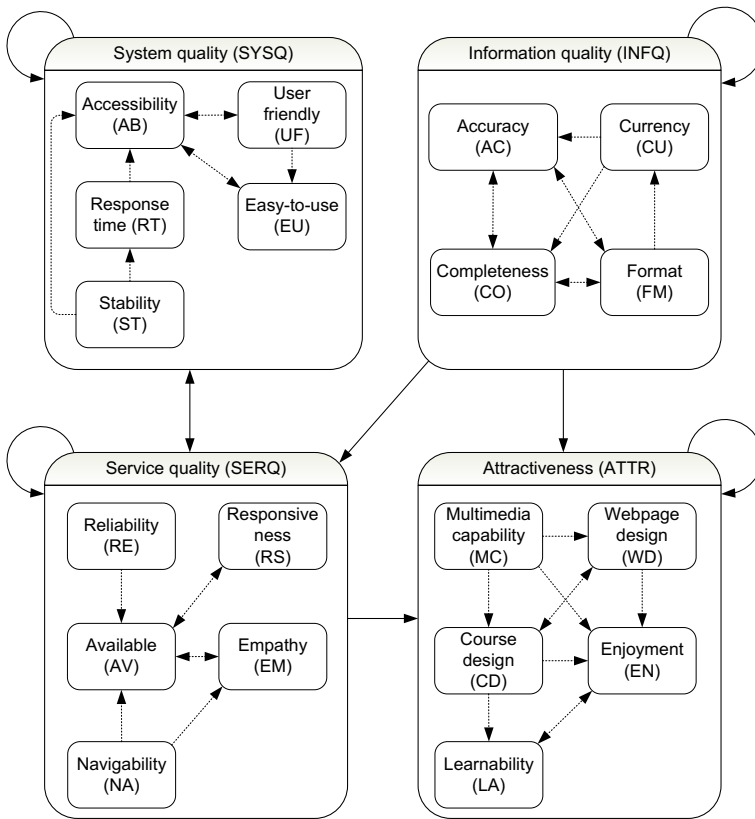 System quality (SYSQ)
Accessibility
(AB)
User
friendly
(UF)
Response
time (RT)
Easy-to-use
(EU)
Stability
(ST)
Information quality (INFQ)
Accuracy
(AC)
Currency
(CU)
Completeness
(CO)
Format
(FM)
Service quality (SERQ)
Reliability
(RE)
Responsive
ness
(RS)
Available
(AV)
Empathy
(EM)
Navigability
(NA)
Attractiveness (ATTR)
Multimedia
capability
(MC)
Webpage
design
(WD)
Course
design
(CD)
Enjoyment
(EN)
Learnability
(LA)